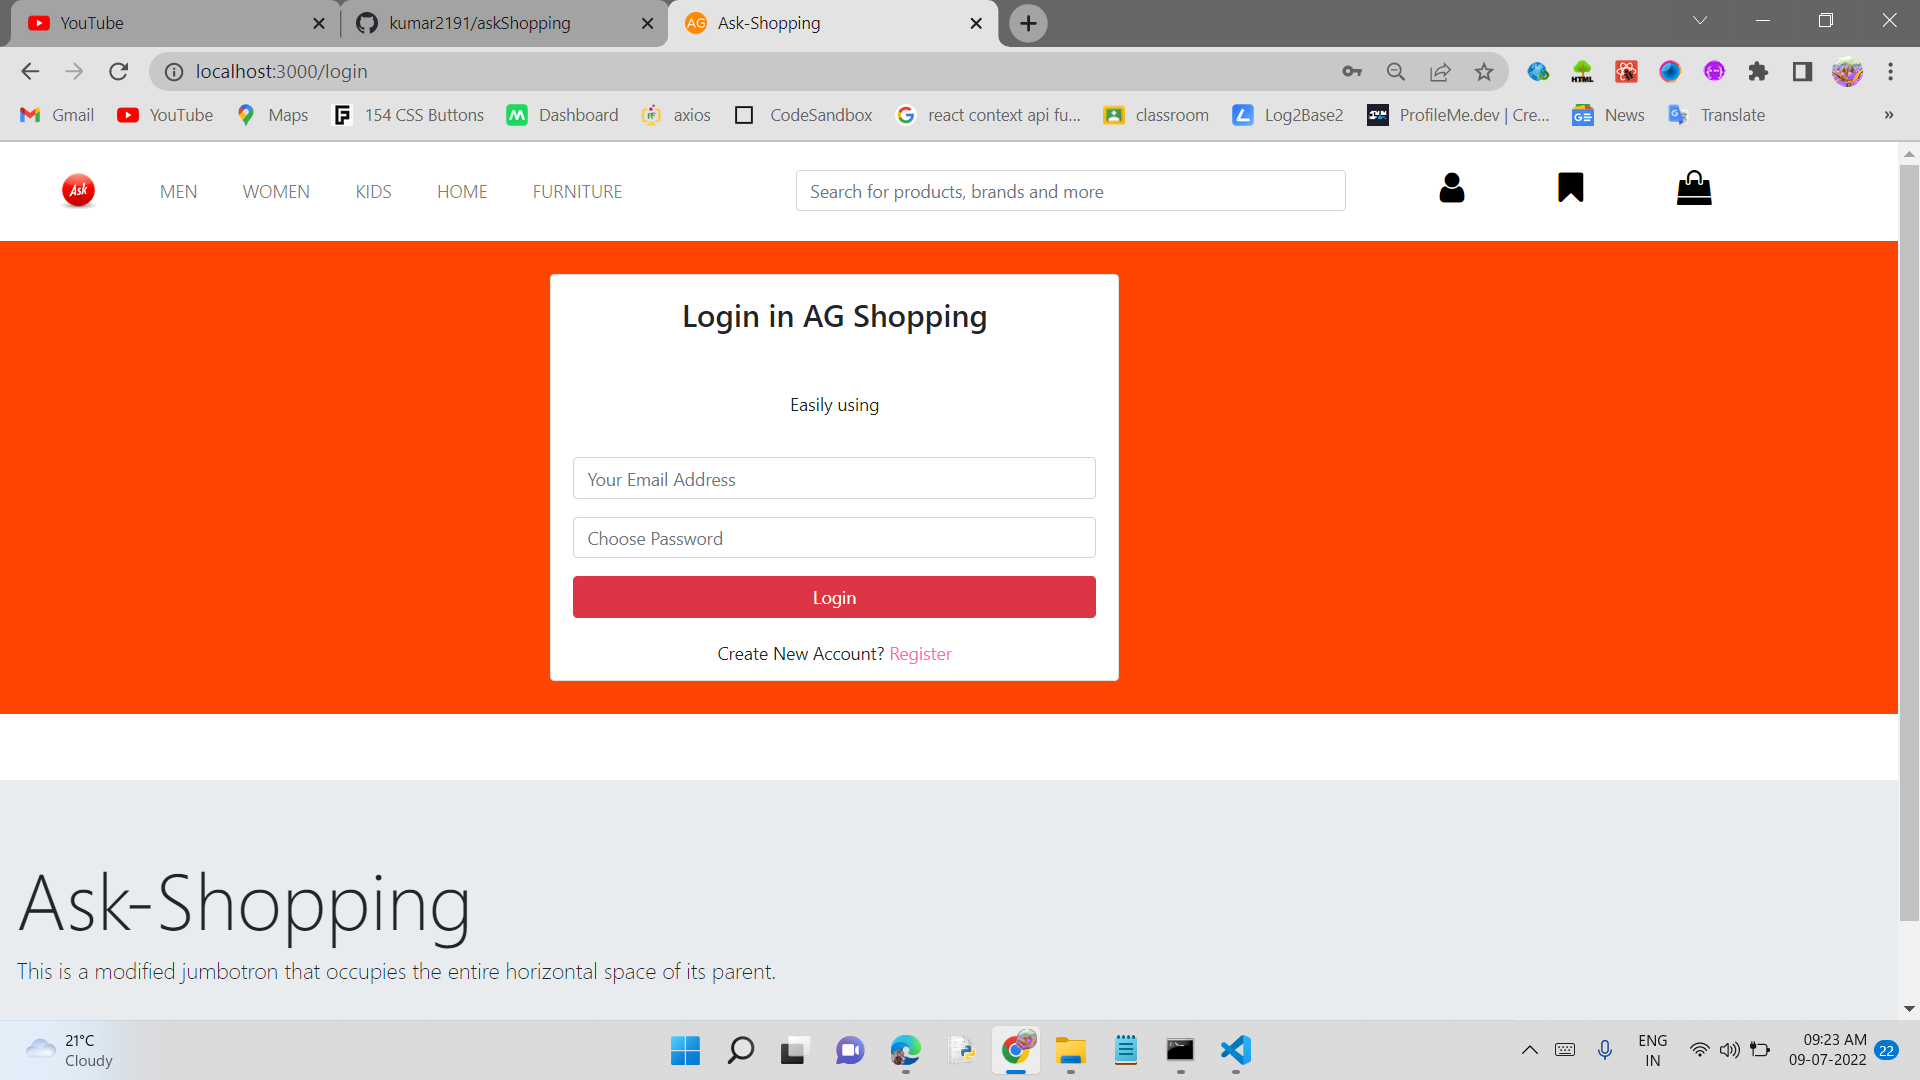 YouTube
kumar2191/askShopping
AG Ask-Shopping
localhost:3000/login
HTML
Gmail YouTube Maps 154 CSS Buttons Dashboard axios CodeSandbox react context api fu... classroom Log2Base2 ProfileMe.dev | Cre... News Translate »
Ask MEN WOMEN KIDS HOME FURNITURE Search for products, brands and more
Login in AG Shopping
Easily using
Your Email Address
Choose Password
Login
Create New Account? Register
Ask-Shopping
This is a modified jumbotron that occupies the entire horizontal space of its parent.
21°C
Cloudy
ENG
IN
09:23 AM
09-07-2022
22